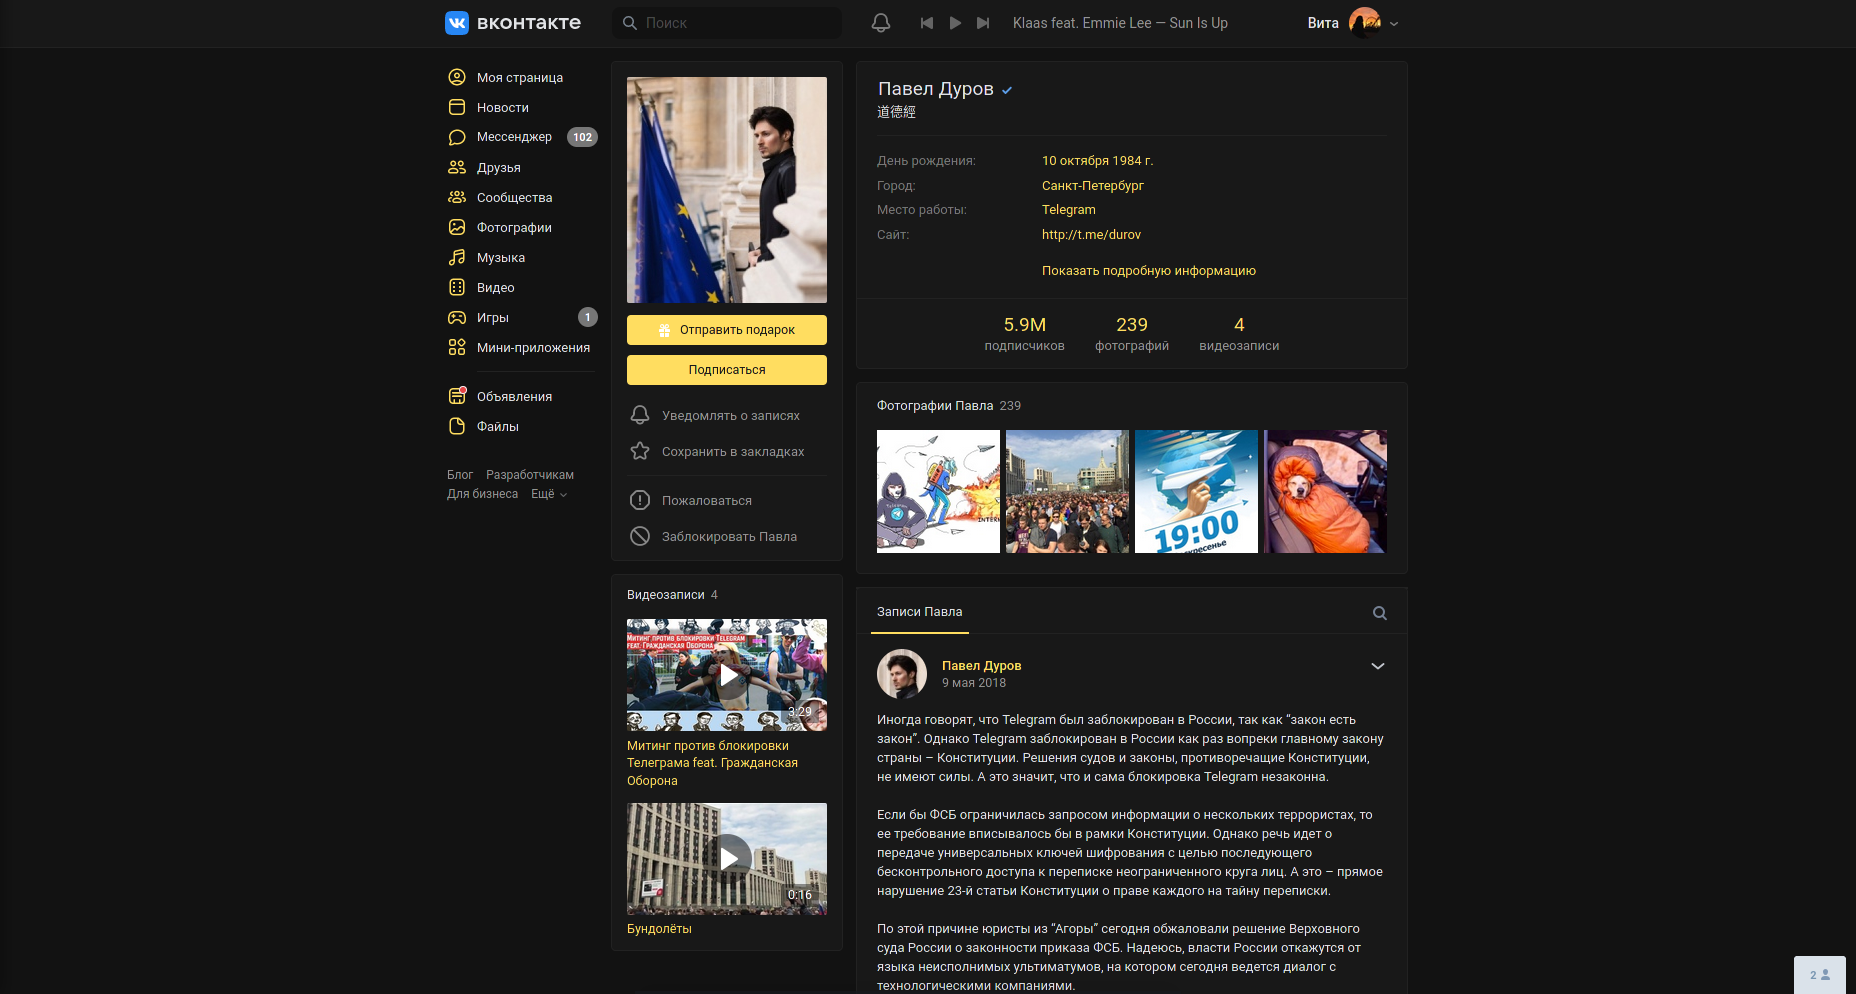 вконтакте
Поиск
Klaas feat. Emmie Lee — Sun Is Up
Вита
Моя страница
Новости
Мессенджер 102
Друзья
Сообщества
Фотографии
Музыка
Видео
Игры 1
Мини-приложения
Объявления
Файлы
Блог Разработчикам
Для бизнеса Ещё
Отправить подарок
Подписаться
Уведомлять о записях
Сохранить в закладках
Пожаловаться
Заблокировать Павла
Видеозаписи 4
Митинг против блокировки Telegram
feat. Гражданская Оборона
3:29
Митинг против блокировки
Телеграма feat. Гражданская
Оборона
0:16
Бундолёты
Павел Дуров
道德經
День рождения: 10 октября 1984 г.
Город: Санкт-Петербург
Место работы: Telegram
Сайт: http://t.me/durov
Показать подробную информацию
5.9M 239 4
подписчиков фотографий видеозаписи
Фотографии Павла 239
19:00
Записи Павла
Павел Дуров
9 мая 2018
Иногда говорят, что Telegram был заблокирован в России, так как “закон есть
закон”. Однако Telegram заблокирован в России как раз вопреки главному закону
страны – Конституции. Решения судов и законы, противоречащие Конституции,
не имеют силы. А это значит, что и сама блокировка Telegram незаконна.
Если бы ФСБ ограничилась запросом информации о нескольких террористах, то
ее требование вписывалось бы в рамки Конституции. Однако речь идет о
передаче универсальных ключей шифрования с целью последующего
бесконтрольного доступа к переписке неограниченного круга лиц. А это – прямое
нарушение 23-й статьи Конституции о праве каждого на тайну переписки.
По этой причине юристы из “Агоры” сегодня обжаловали решение Верховного
суда России о законности приказа ФСБ. Надеюсь, власти России откажутся от
языка неисполнимых ультиматумов, на котором сегодня ведется диалог с
технологическими компаниями.
2